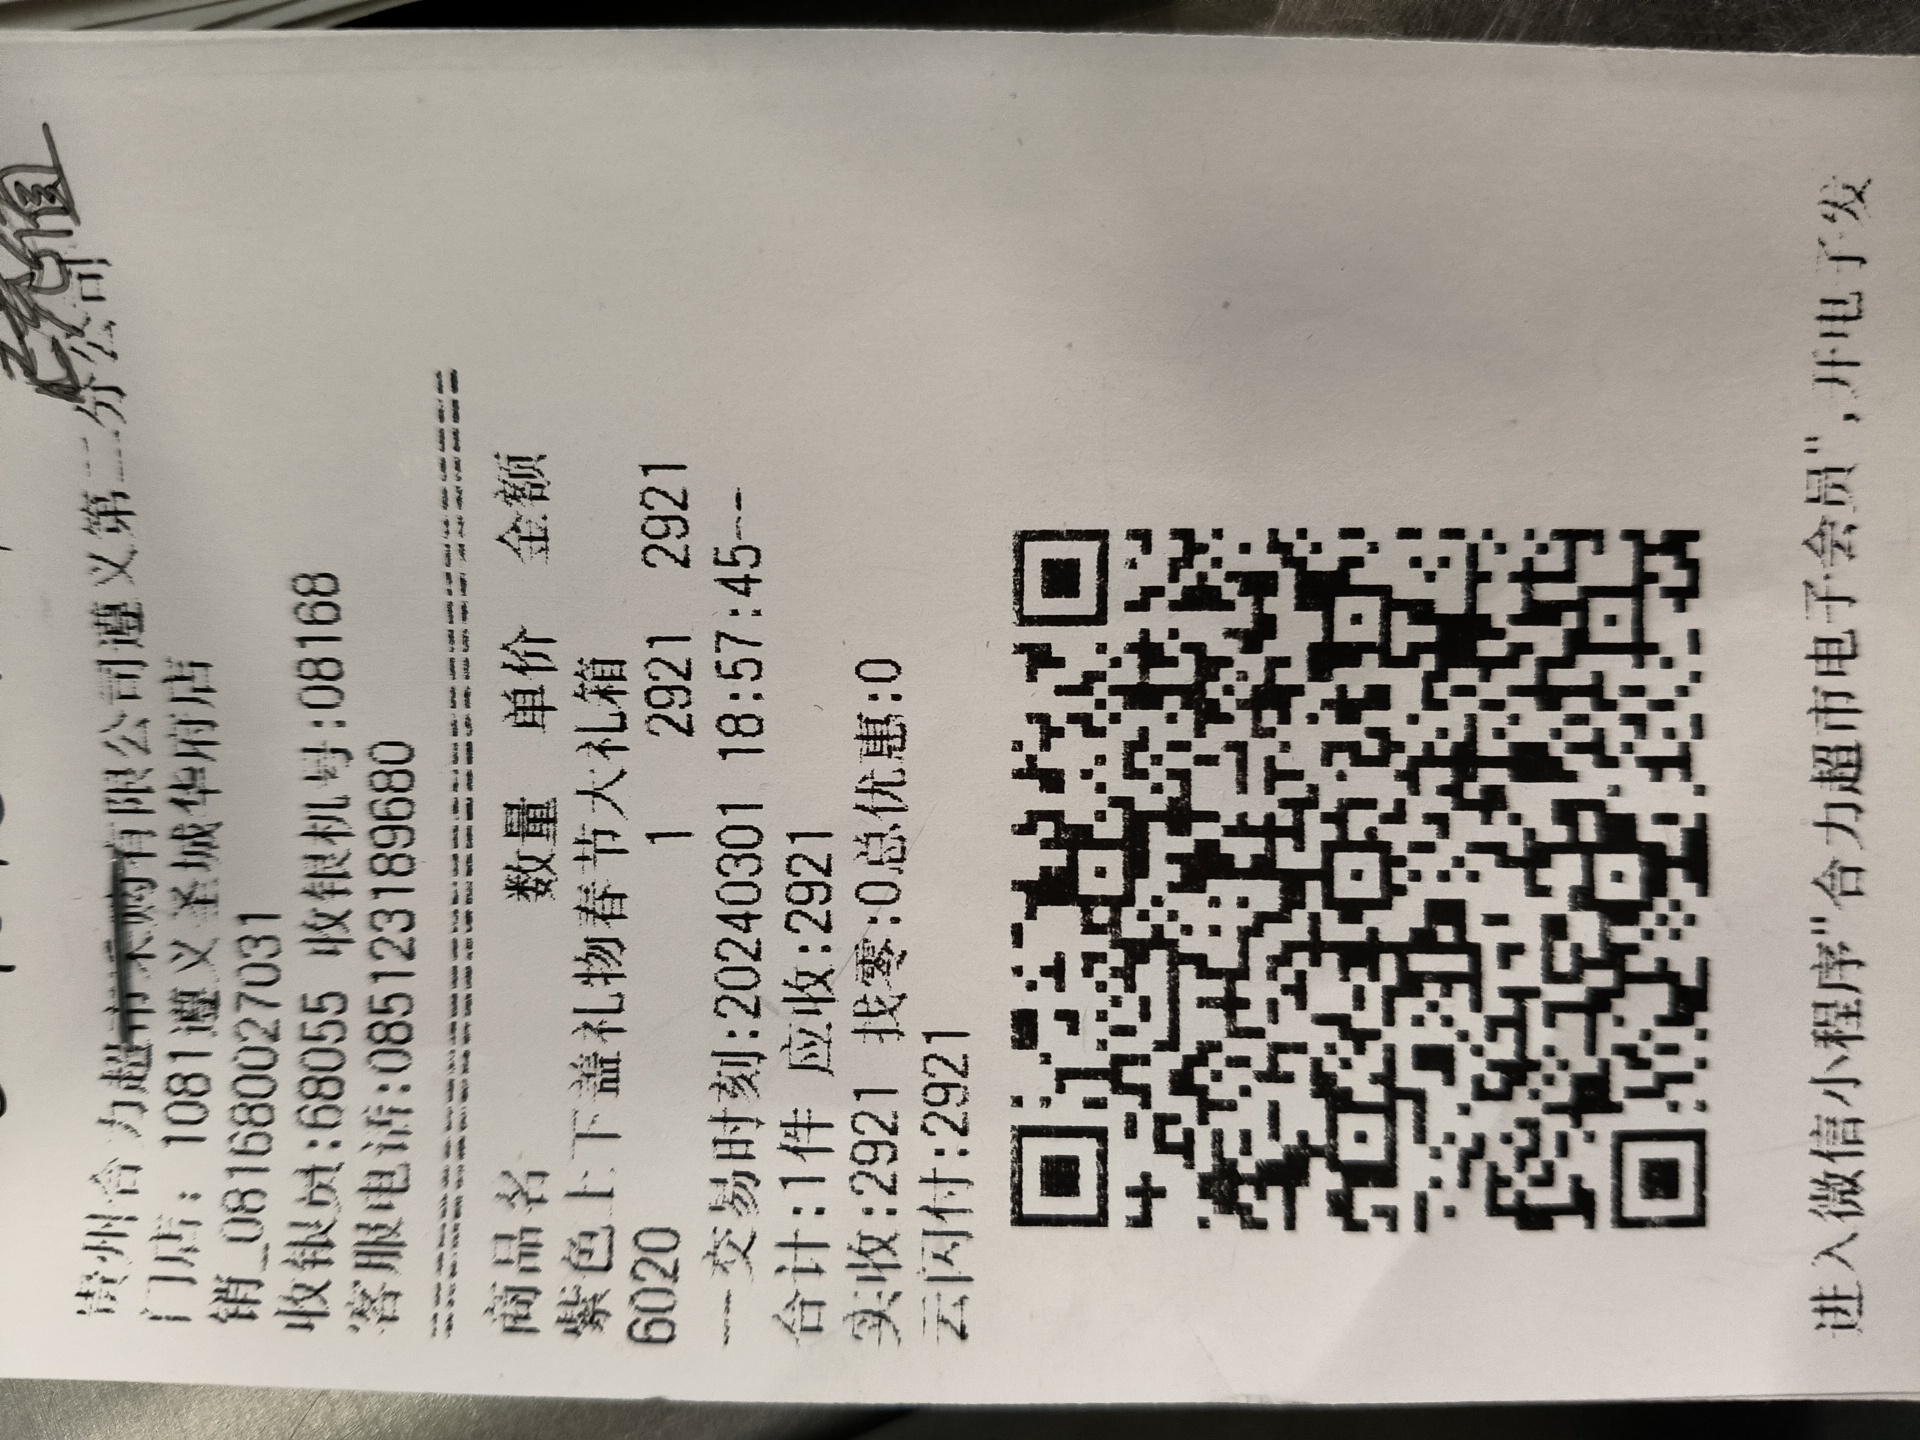 已充值
贵州合力超市采购有限公司遵义第二分公司
门店: 1081遵义圣城华府店
销_081680027031
收银员:68055 收银机号:08168
客服电话:085123189680
商品名 数量 单价 金额
紫色上下盖礼物春节大礼箱
6020 1 2921 2921
--交易时刻:20240301 18:57:45--
合计:1件 应收:2921
实收:2921 找零:0总优惠:0
云闪付:2921
进入微信小程序"合力超市电子会员",开电子发